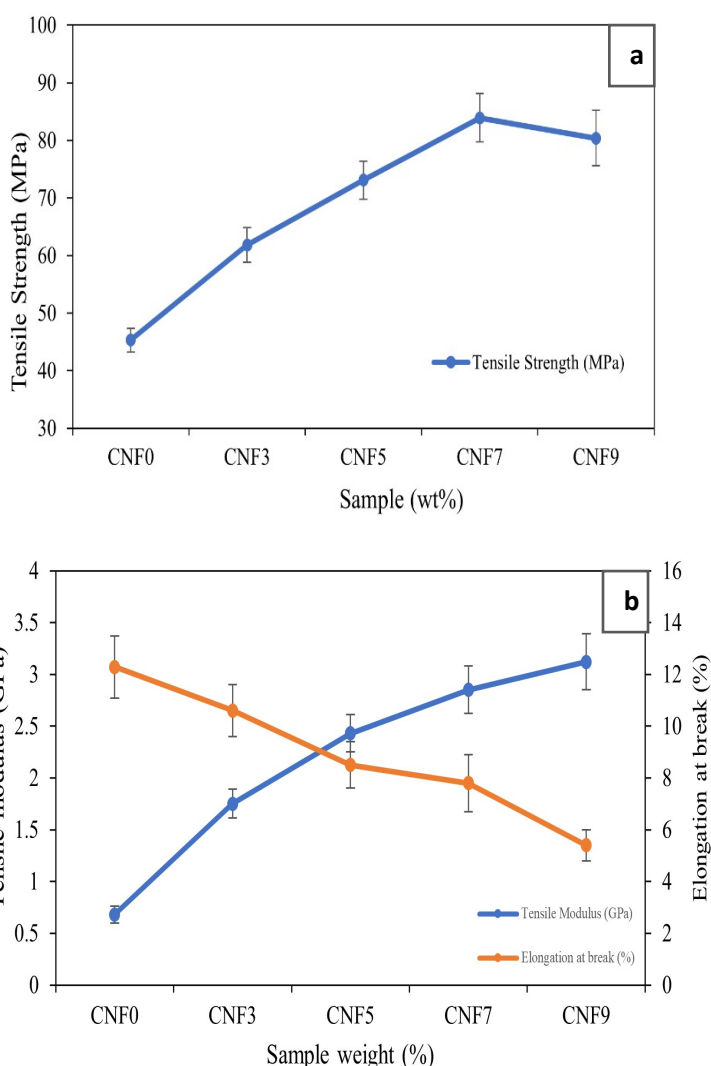 a
100
90
80
70
60
50
40
30
Tensile Strength (MPa)
Tensile Strength (MPa)
CNF0 CNF3 CNF5 CNF7 CNF9
Sample (wt%)
b
4
3.5
3
2.5
2
1.5
1
0.5
0
Tensile modulus (GPa)
16
14
12
10
8
6
4
2
0
Elongation at break (%)
Tensile Modulus (GPa)
Elongation at break (%)
CNF0 CNF3 CNF5 CNF7 CNF9
Sample weight (%)